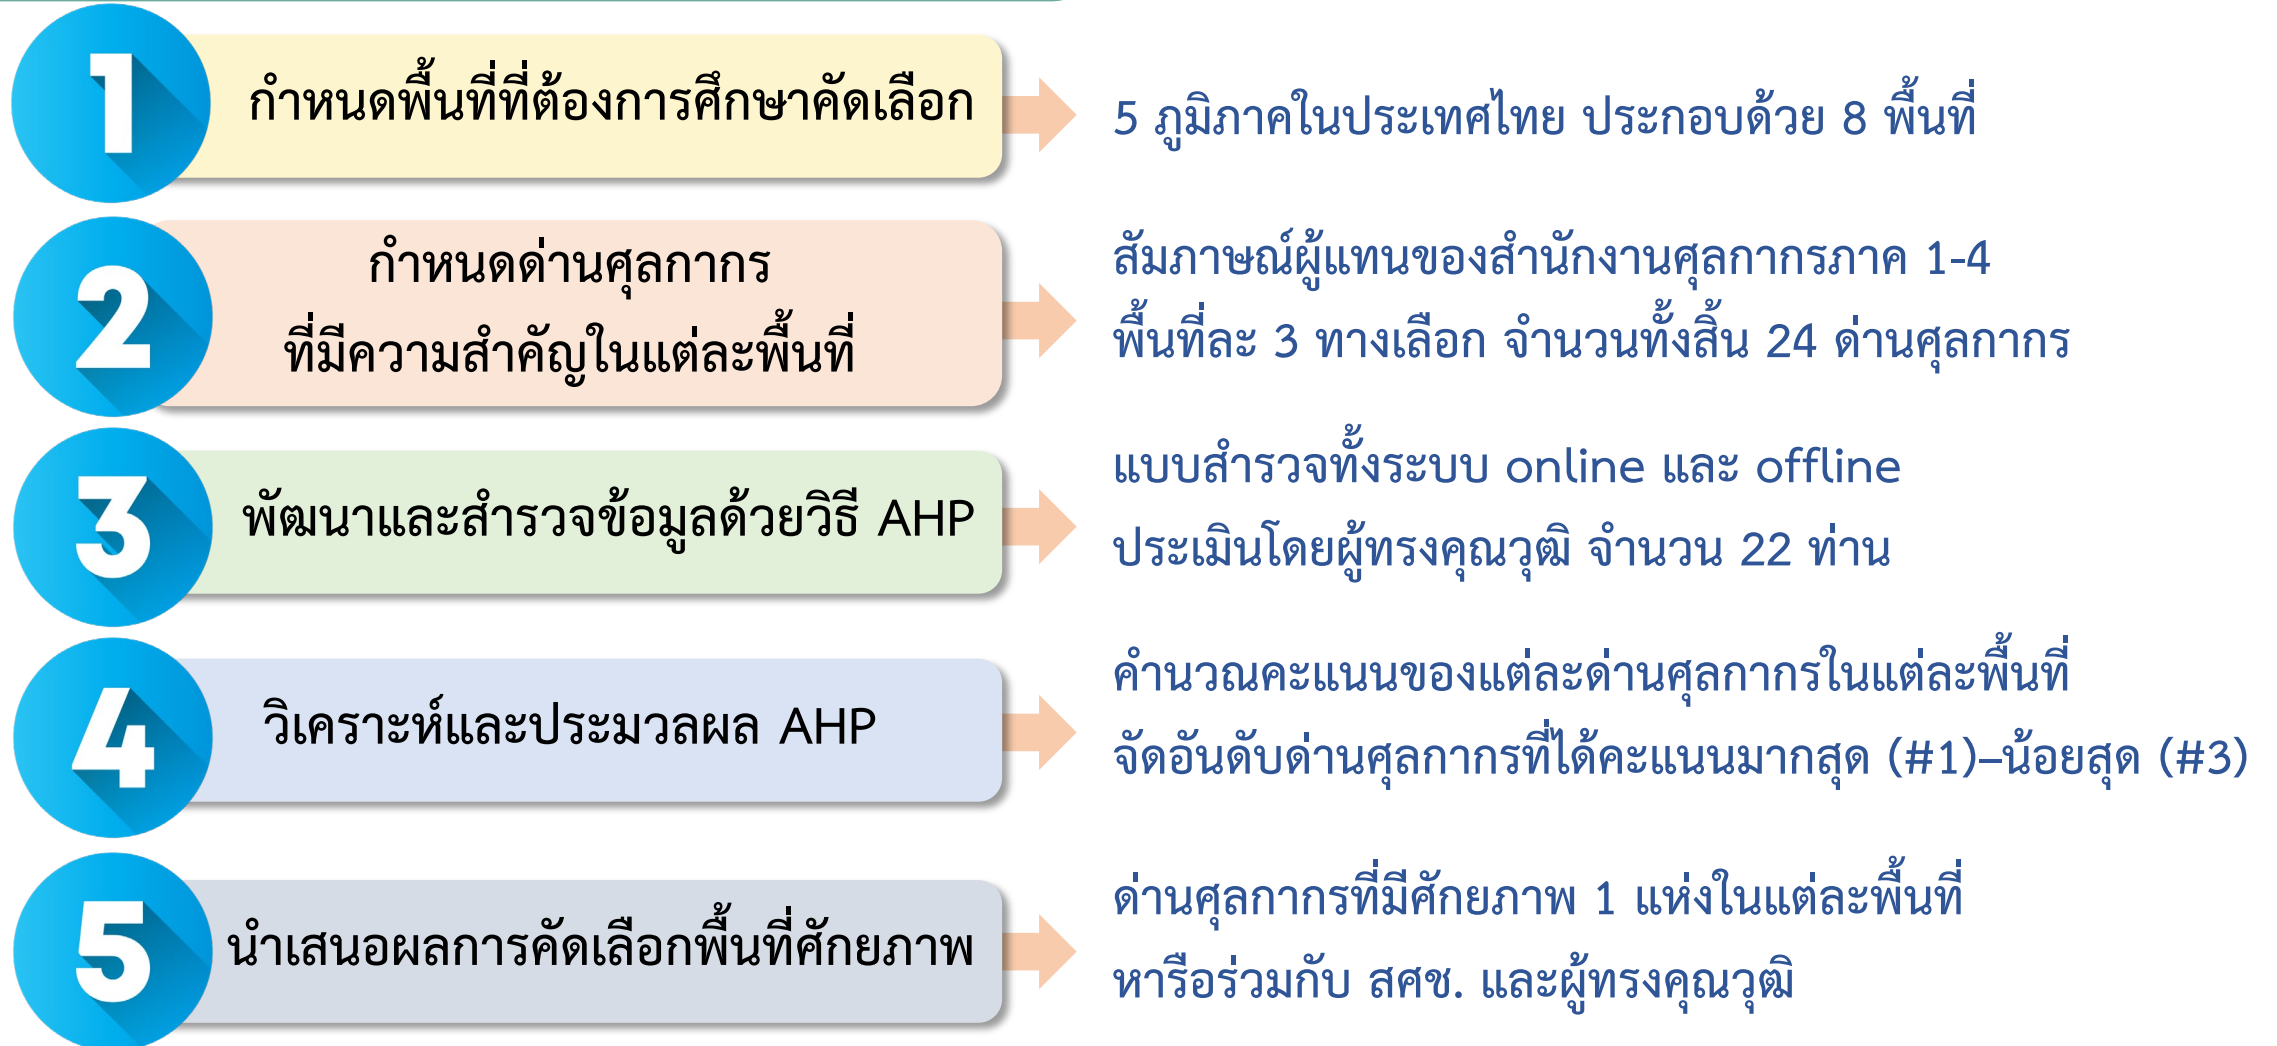 1
กำหนดพื้นที่ที่ต้องการศึกษาคัดเลือก
5 ภูมิภาคในประเทศไทย ประกอบด้วย 8 พื้นที่
2
กำหนดด่านศุลกากร
ที่มีความสำคัญในแต่ละพื้นที่
สัมภาษณ์ผู้แทนของสำนักงานศุลกากรภาค 1-4
พื้นที่ละ 3 ทางเลือก จำนวนทั้งสิ้น 24 ด่านศุลกากร
3
พัฒนาและสำรวจข้อมูลด้วยวิธี AHP
แบบสำรวจทั้งระบบ online และ offline
ประเมินโดยผู้ทรงคุณวุฒิ จำนวน 22 ท่าน
4
วิเคราะห์และประมวลผล AHP
คำนวณคะแนนของแต่ละด่านศุลกากรในแต่ละพื้นที่
จัดอันดับด่านศุลกากรที่ได้คะแนนมากสุด (#1)–น้อยสุด (#3)
5
นำเสนอผลการคัดเลือกพื้นที่ศักยภาพ
ด่านศุลกากรที่มีศักยภาพ 1 แห่งในแต่ละพื้นที่
หารือร่วมกับ สศช. และผู้ทรงคุณวุฒิ